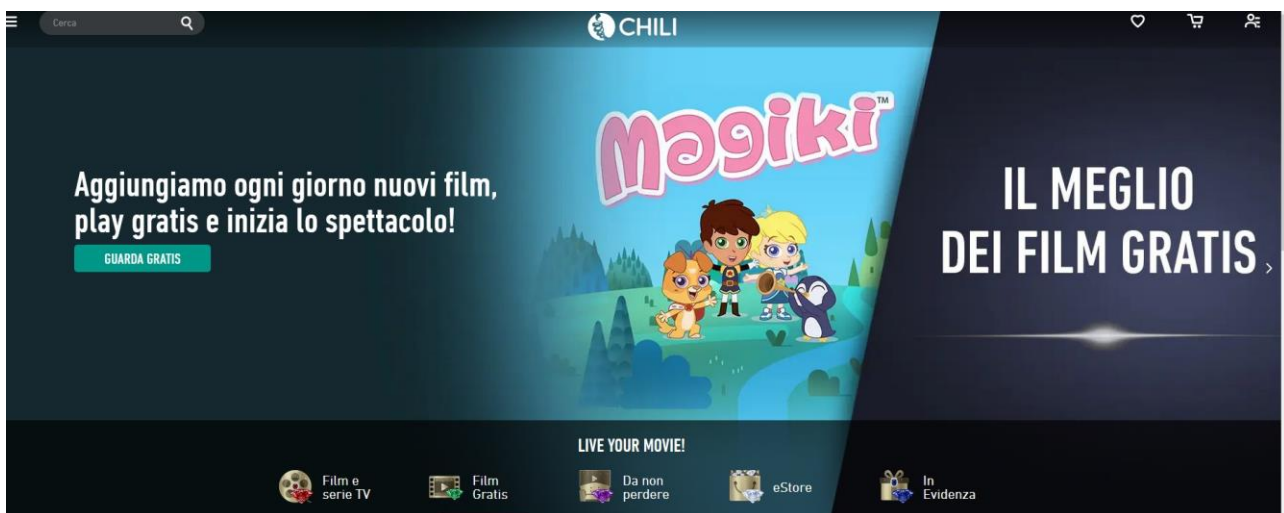 Cerca
CHILI
Magiki™
Aggiungiamo ogni giorno nuovi film,
play gratis e inizia lo spettacolo!
GUARDA GRATIS
IL MEGLIO
DEI FILM GRATIS
LIVE YOUR MOVIE!
Film e
serie TV
Film
Gratis
Da non
perdere
eStore
In
Evidenza